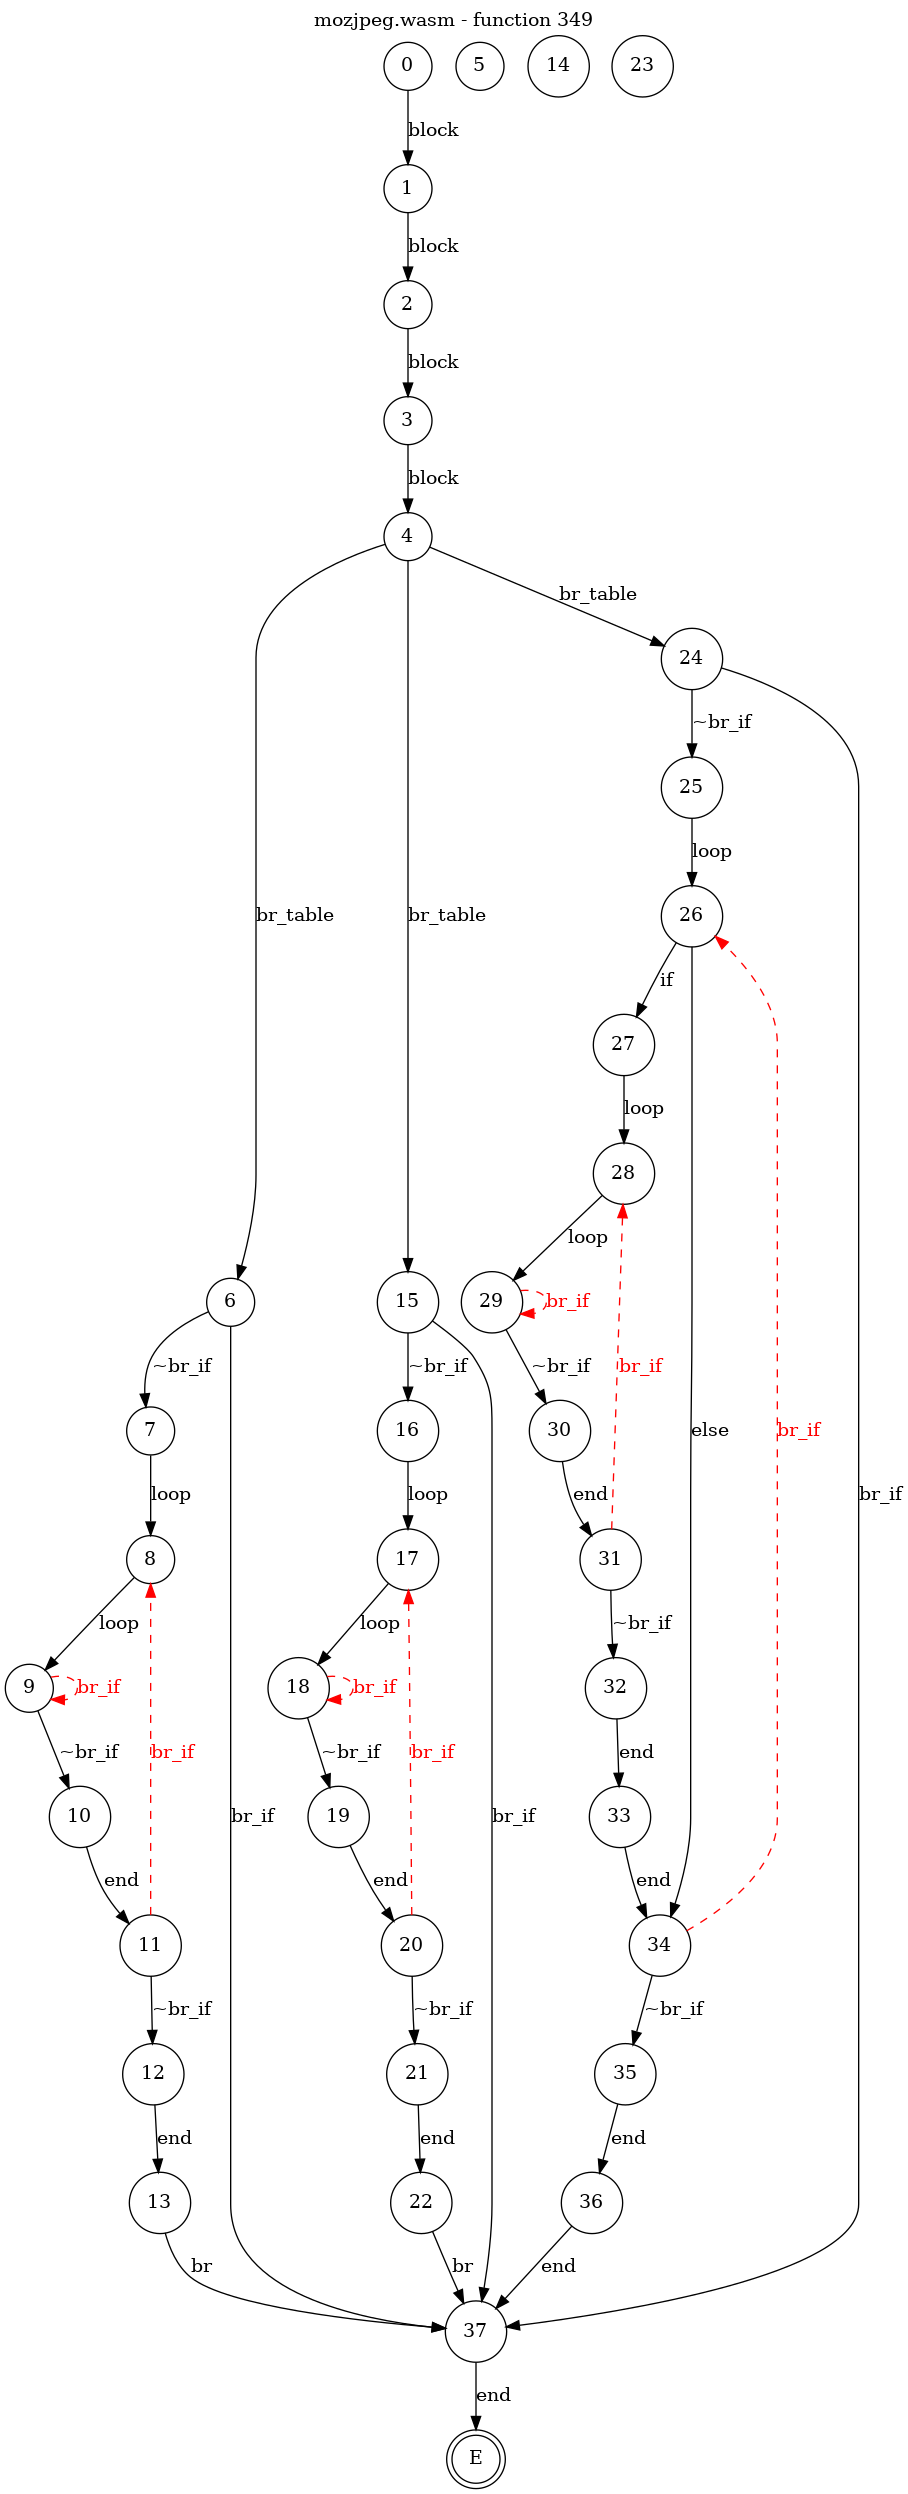 mozjpeg.wasm - function 349
0
5
14
23
block
1
block
2
block
3
block
4
br_table
24
~br_if
25
loop
26
br_table
br_table
if
27
loop
28
loop
6
15
29
br_if
~br_if
~br_if
~br_if
br_if
7
16
30
else
br_if
loop
loop
end
br_if
8
17
31
loop
loop
~br_if
9
br_if
18
br_if
32
~br_if
br_if
~br_if
br_if
end
10
br_if
19
br_if
33
end
end
end
11
20
34
~br_if
~br_if
~br_if
12
21
35
end
end
end
13
22
36
br
br
end
37
end
E